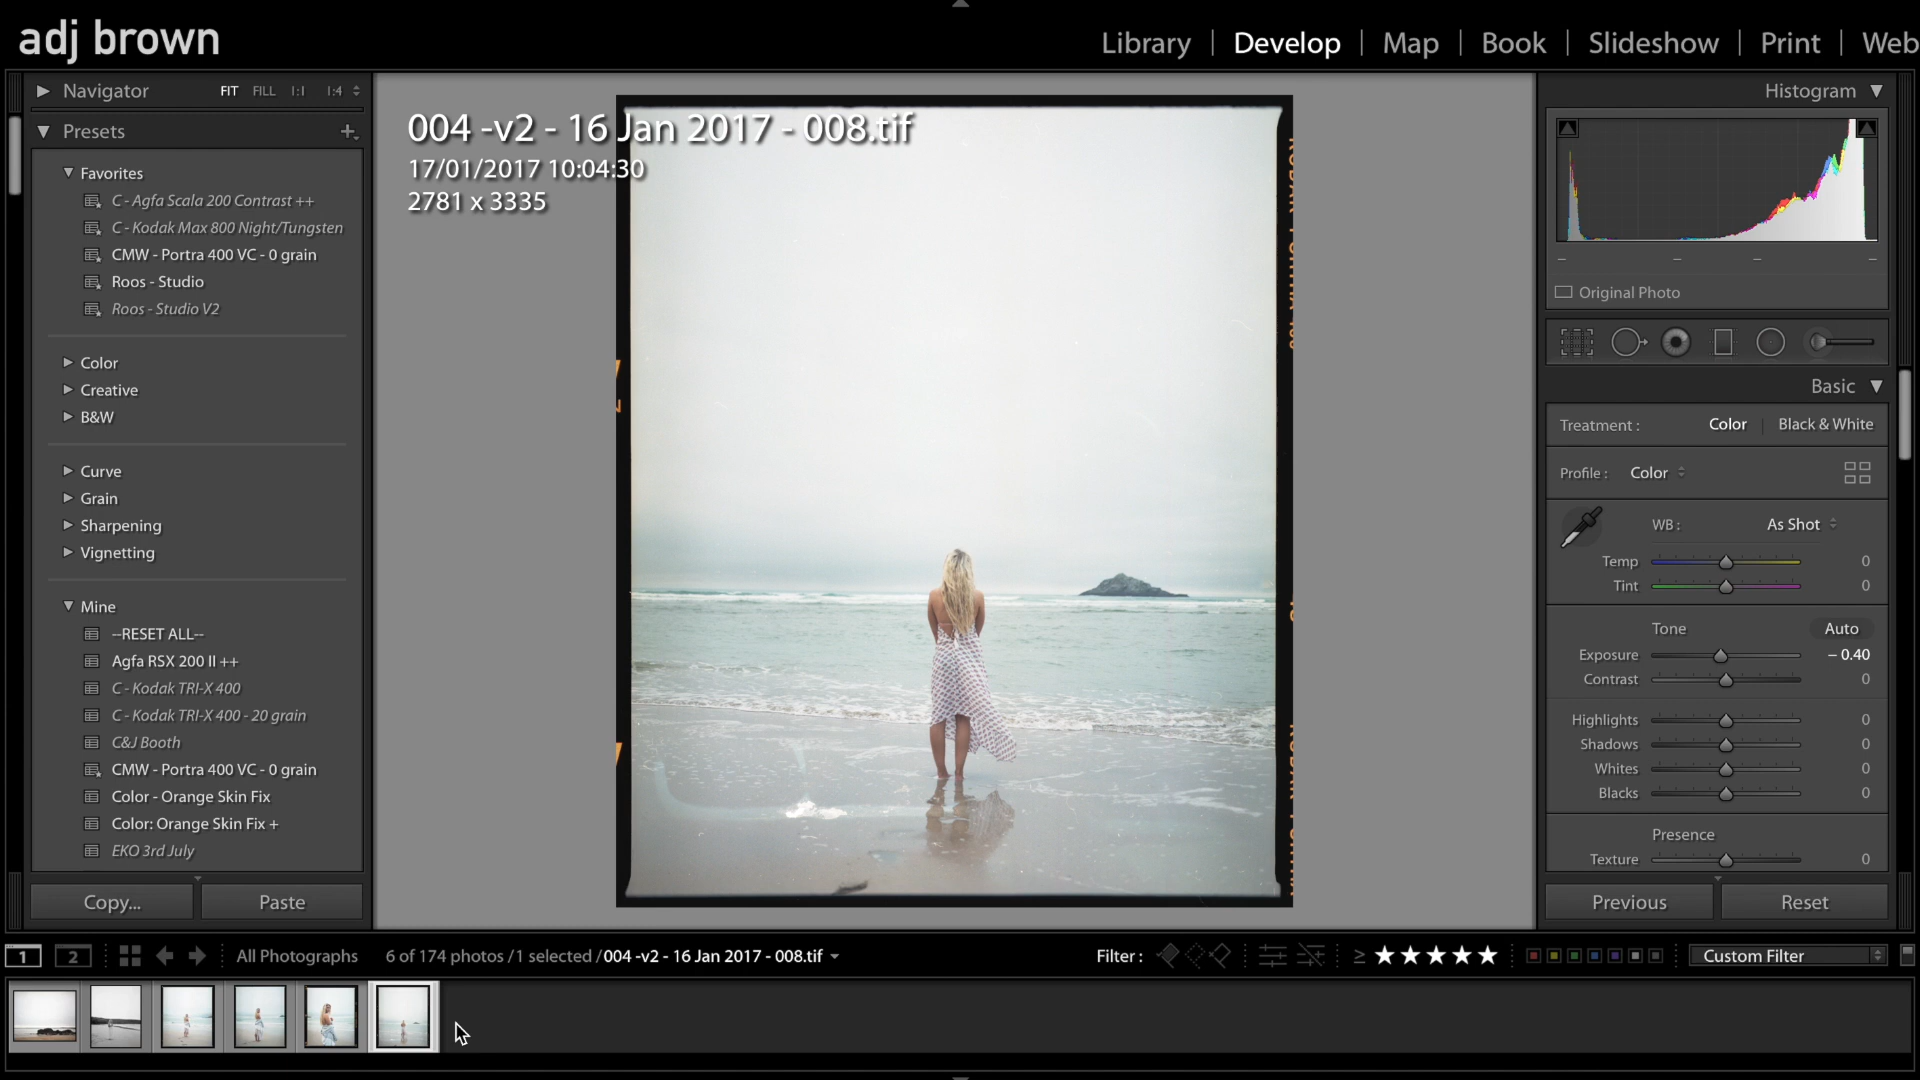 adj brown
Library | Develop | Map | Book | Slideshow | Print | Web
Navigator FIT FILL 1:1 1:4
Presets
Favorites
C - Agfa Scala 200 Contrast ++
C - Kodak Max 800 Night/Tungsten
CMW - Portra 400 VC - 0 grain
Roos - Studio
Roos - Studio V2
Color
Creative
B&W
Curve
Grain
Sharpening
Vignetting
Mine
--RESET ALL--
Agfa RSX 200 II ++
C - Kodak TRI-X 400
C - Kodak TRI-X 400 - 20 grain
C&J Booth
CMW - Portra 400 VC - 0 grain
Color - Orange Skin Fix
Color: Orange Skin Fix +
EKO 3rd July
Copy... Paste
004 -v2 - 16 Jan 2017 - 008.tif
17/01/2017 10:04:30
2781 x 3335
Histogram
Original Photo
Basic
Treatment : Color | Black & White
Profile : Color
WB : As Shot
Temp 0
Tint 0
Tone Auto
Exposure – 0.40
Contrast 0
Highlights 0
Shadows 0
Whites 0
Blacks 0
Presence
Texture 0
Previous Reset
1 2 All Photographs 6 of 174 photos /1 selected /004 -v2 - 16 Jan 2017 - 008.tif Filter : ≥ ★★★★★ Custom Filter